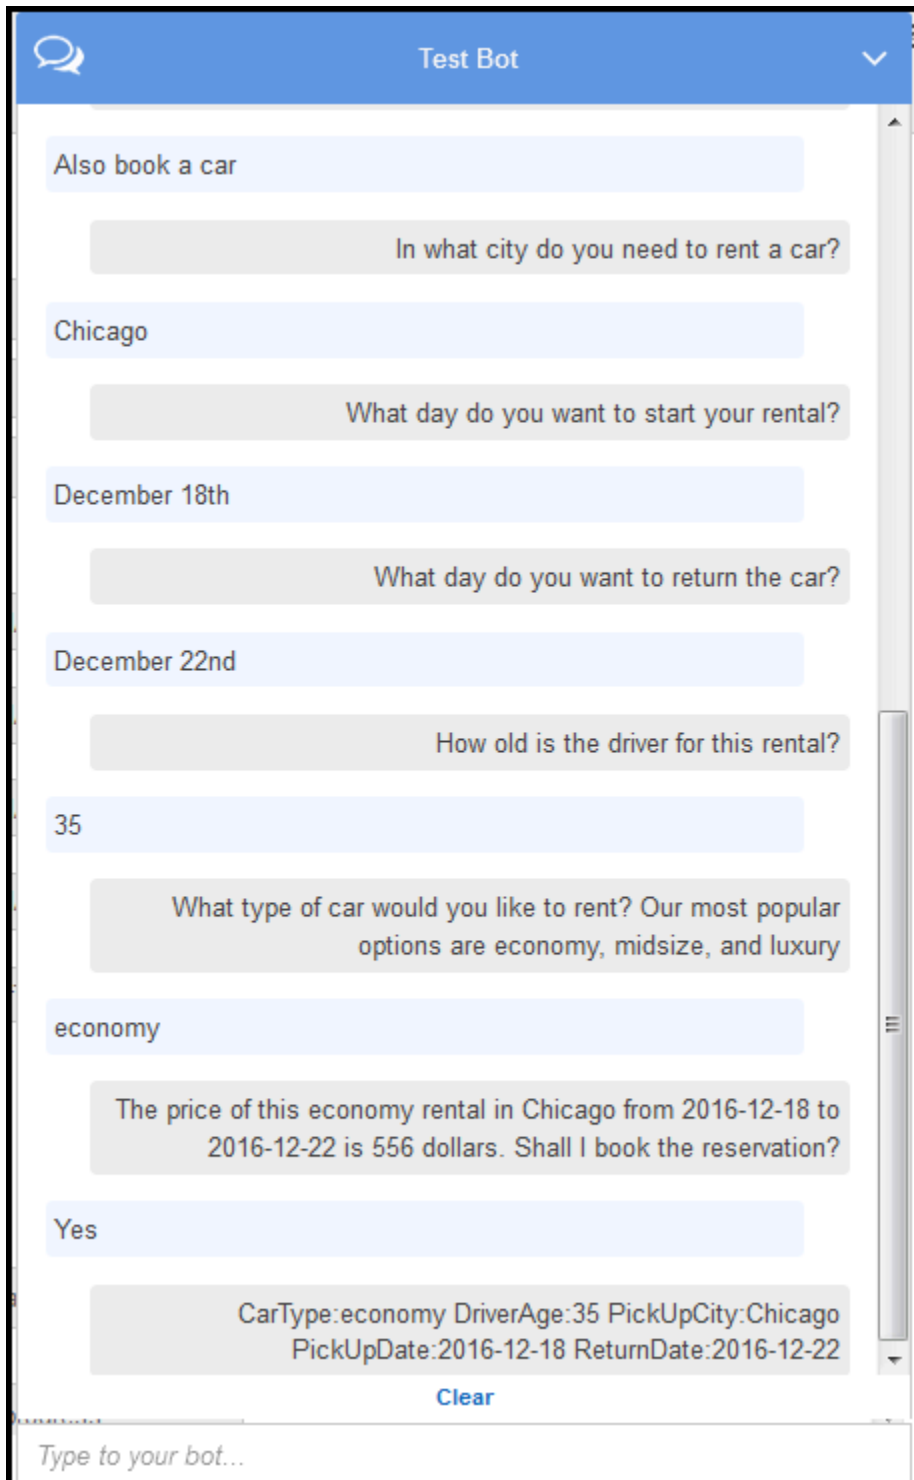 Test Bot
Also book a car
In what city do you need to rent a car?
Chicago
What day do you want to start your rental?
December 18th
What day do you want to return the car?
December 22nd
How old is the driver for this rental?
35
What type of car would you like to rent? Our most popular
options are economy, midsize, and luxury
economy
The price of this economy rental in Chicago from 2016-12-18 to
2016-12-22 is 556 dollars. Shall I book the reservation?
Yes
CarType:economy DriverAge:35 PickUpCity:Chicago
PickUpDate:2016-12-18 ReturnDate:2016-12-22
Clear
Type to your bot...